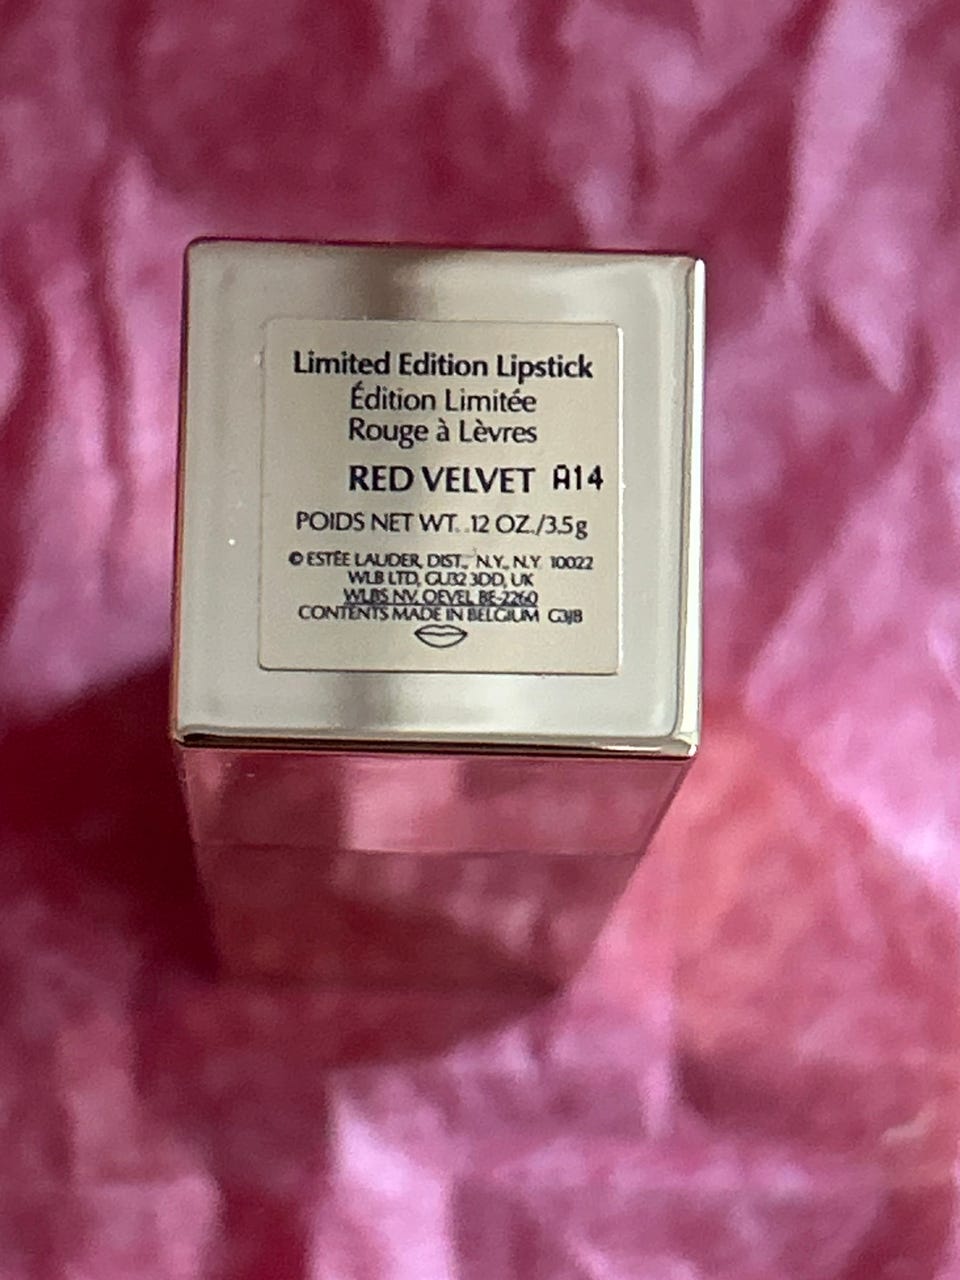 Limited Edition Lipstick
Édition Limitée
Rouge à Lèvres
RED VELVET A14
POIDS NET WT. .12 OZ./3.5g
© ESTĒE LAUDER, DIST., N.Y., N.Y. 10022
WLB LTD, GU32 3DD, UK
WLBS NV, OEVEL BE-2260
CONTENTS MADE IN BELGIUM G3JB